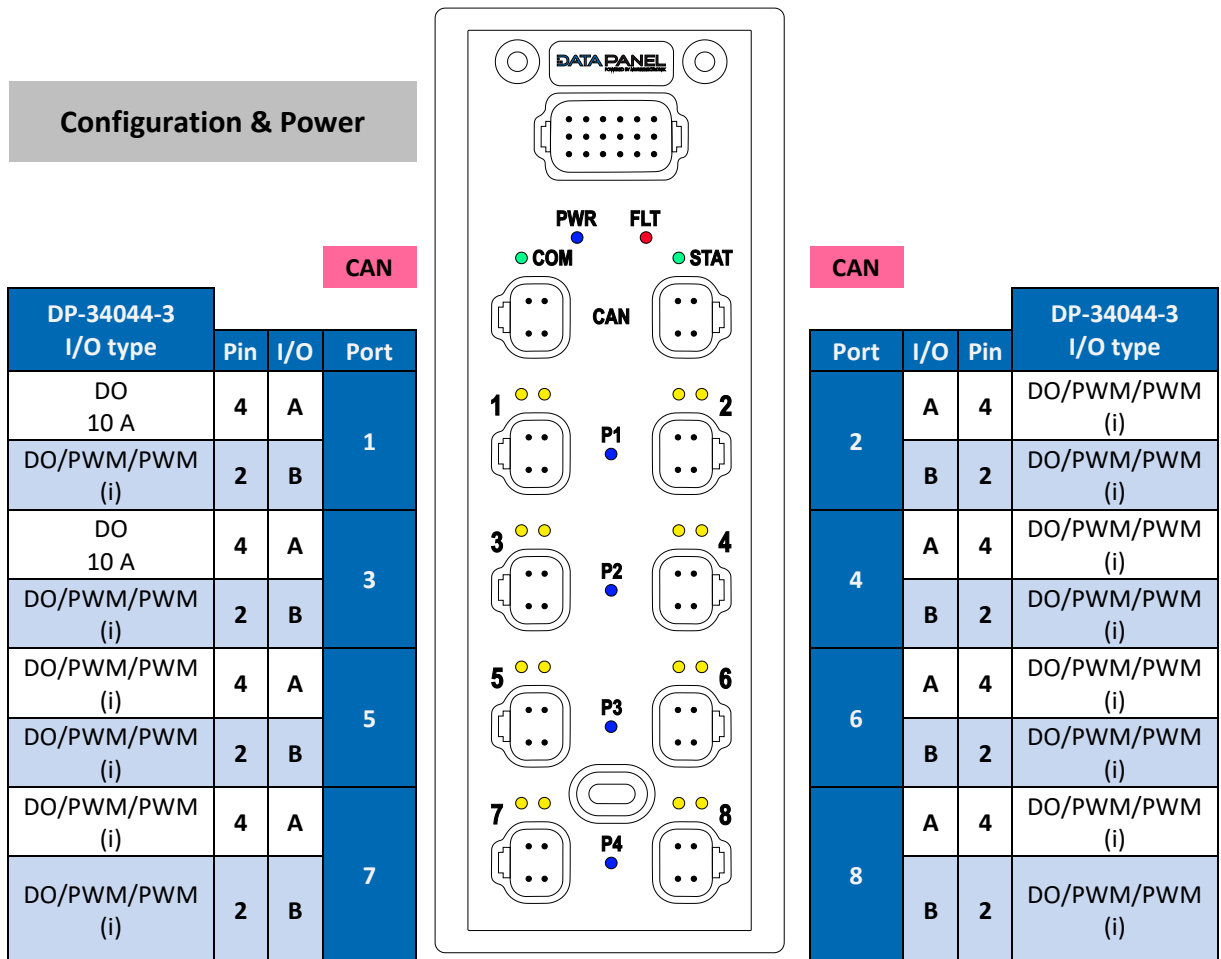 DATA PANEL
Configuration & Power
PWR FLT
COM STAT
CAN
CAN
CAN
DP-34044-3
I/O type Pin I/O Port
DO
10 A 4 A 1
DO/PWM/PWM
(i) 2 B
DO
10 A 4 A 3
DO/PWM/PWM
(i) 2 B
DO/PWM/PWM
(i) 4 A 5
DO/PWM/PWM
(i) 2 B
DO/PWM/PWM
(i) 4 A 7
DO/PWM/PWM
(i) 2 B
1 2
P1
3 4
P2
5 6
P3
7 8
P4
DP-34044-3
Port I/O Pin I/O type
2 A 4 DO/PWM/PWM
(i)
B 2 DO/PWM/PWM
(i)
4 A 4 DO/PWM/PWM
(i)
B 2 DO/PWM/PWM
(i)
6 A 4 DO/PWM/PWM
(i)
B 2 DO/PWM/PWM
(i)
8 A 4 DO/PWM/PWM
(i)
B 2 DO/PWM/PWM
(i)